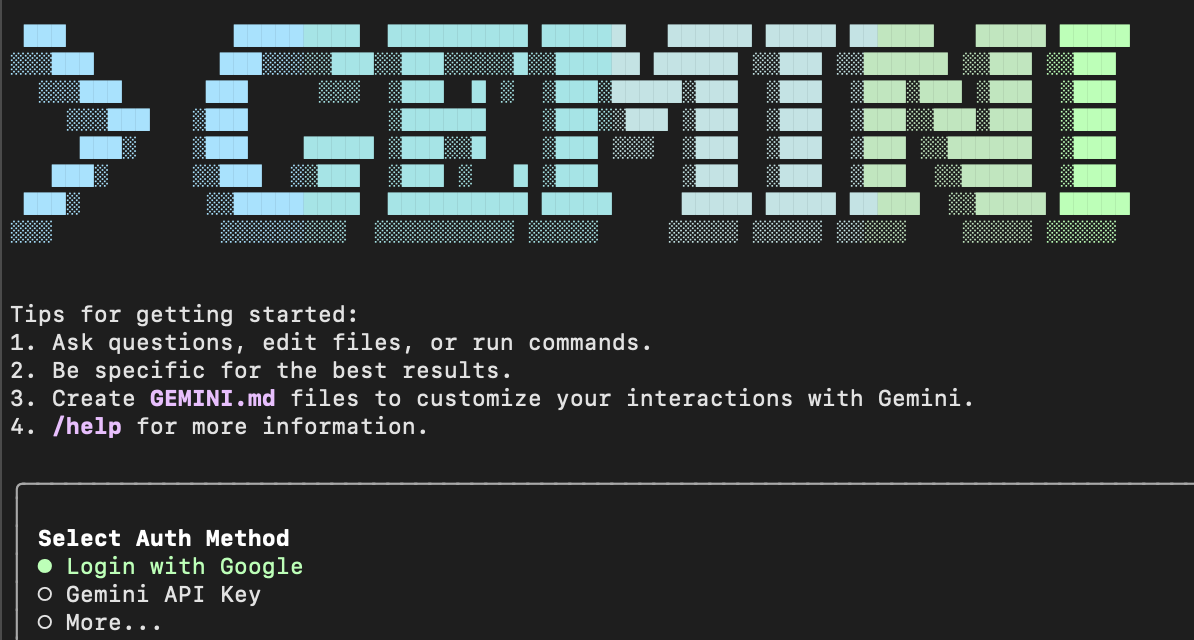 > GEMINI
Tips for getting started:
1. Ask questions, edit files, or run commands.
2. Be specific for the best results.
3. Create GEMINI.md files to customize your interactions with Gemini.
4. /help for more information.
Select Auth Method
● Login with Google
○ Gemini API Key
○ More...